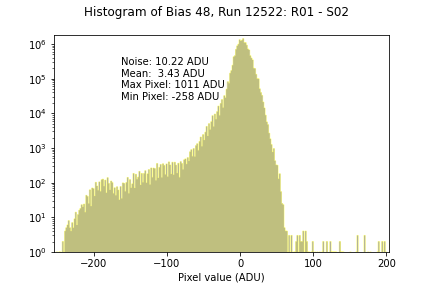 Histogram of Bias 48, Run 12522: R01 - S02
10⁶
10⁵
10⁴
10³
10²
10¹
10⁰
Noise: 10.22 ADU
Mean:  3.43 ADU
Max Pixel: 1011 ADU
Min Pixel: -258 ADU
−200 −100 0 100 200
Pixel value (ADU)